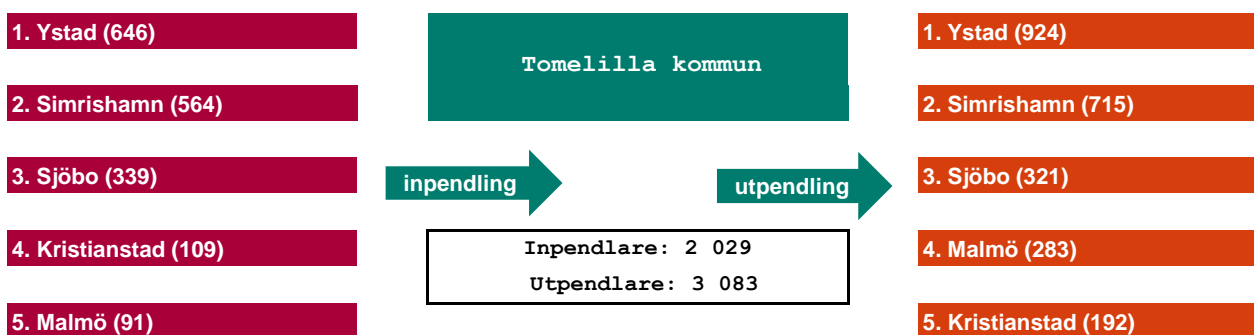 1. Ystad (646)
2. Simrishamn (564)
3. Sjöbo (339)
4. Kristianstad (109)
5. Malmö (91)
Tomelilla kommun
inpendling
utpendling
Inpendlare: 2 029
Utpendlare: 3 083
1. Ystad (924)
2. Simrishamn (715)
3. Sjöbo (321)
4. Malmö (283)
5. Kristianstad (192)